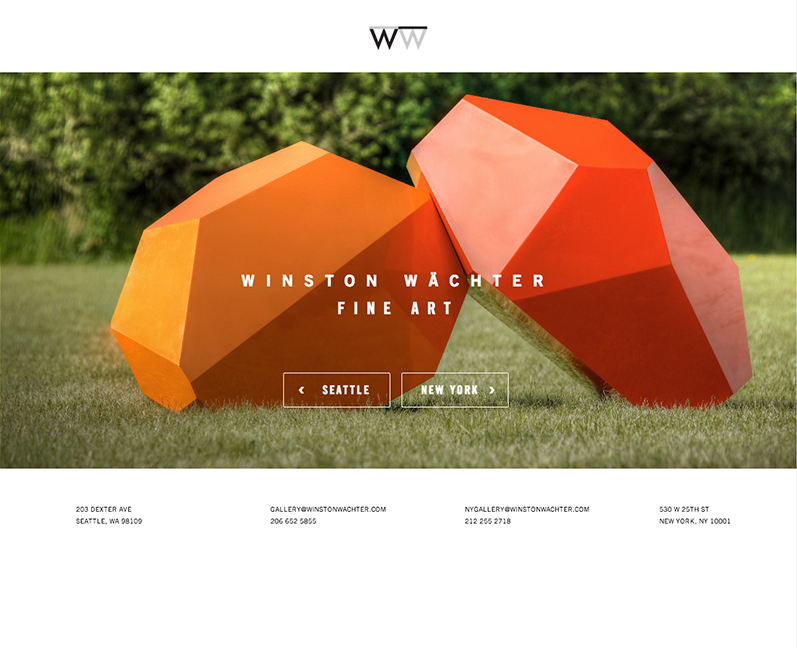 WW
WINSTON WÄCHTER
FINE ART
< SEATTLE
NEW YORK >
203 DEXTER AVE
SEATTLE, WA 98109
GALLERY@WINSTONWACHTER.COM
206 652 5855
NYGALLERY@WINSTONWACHTER.COM
212 255 2718
530 W 25TH ST
NEW YORK, NY 10001